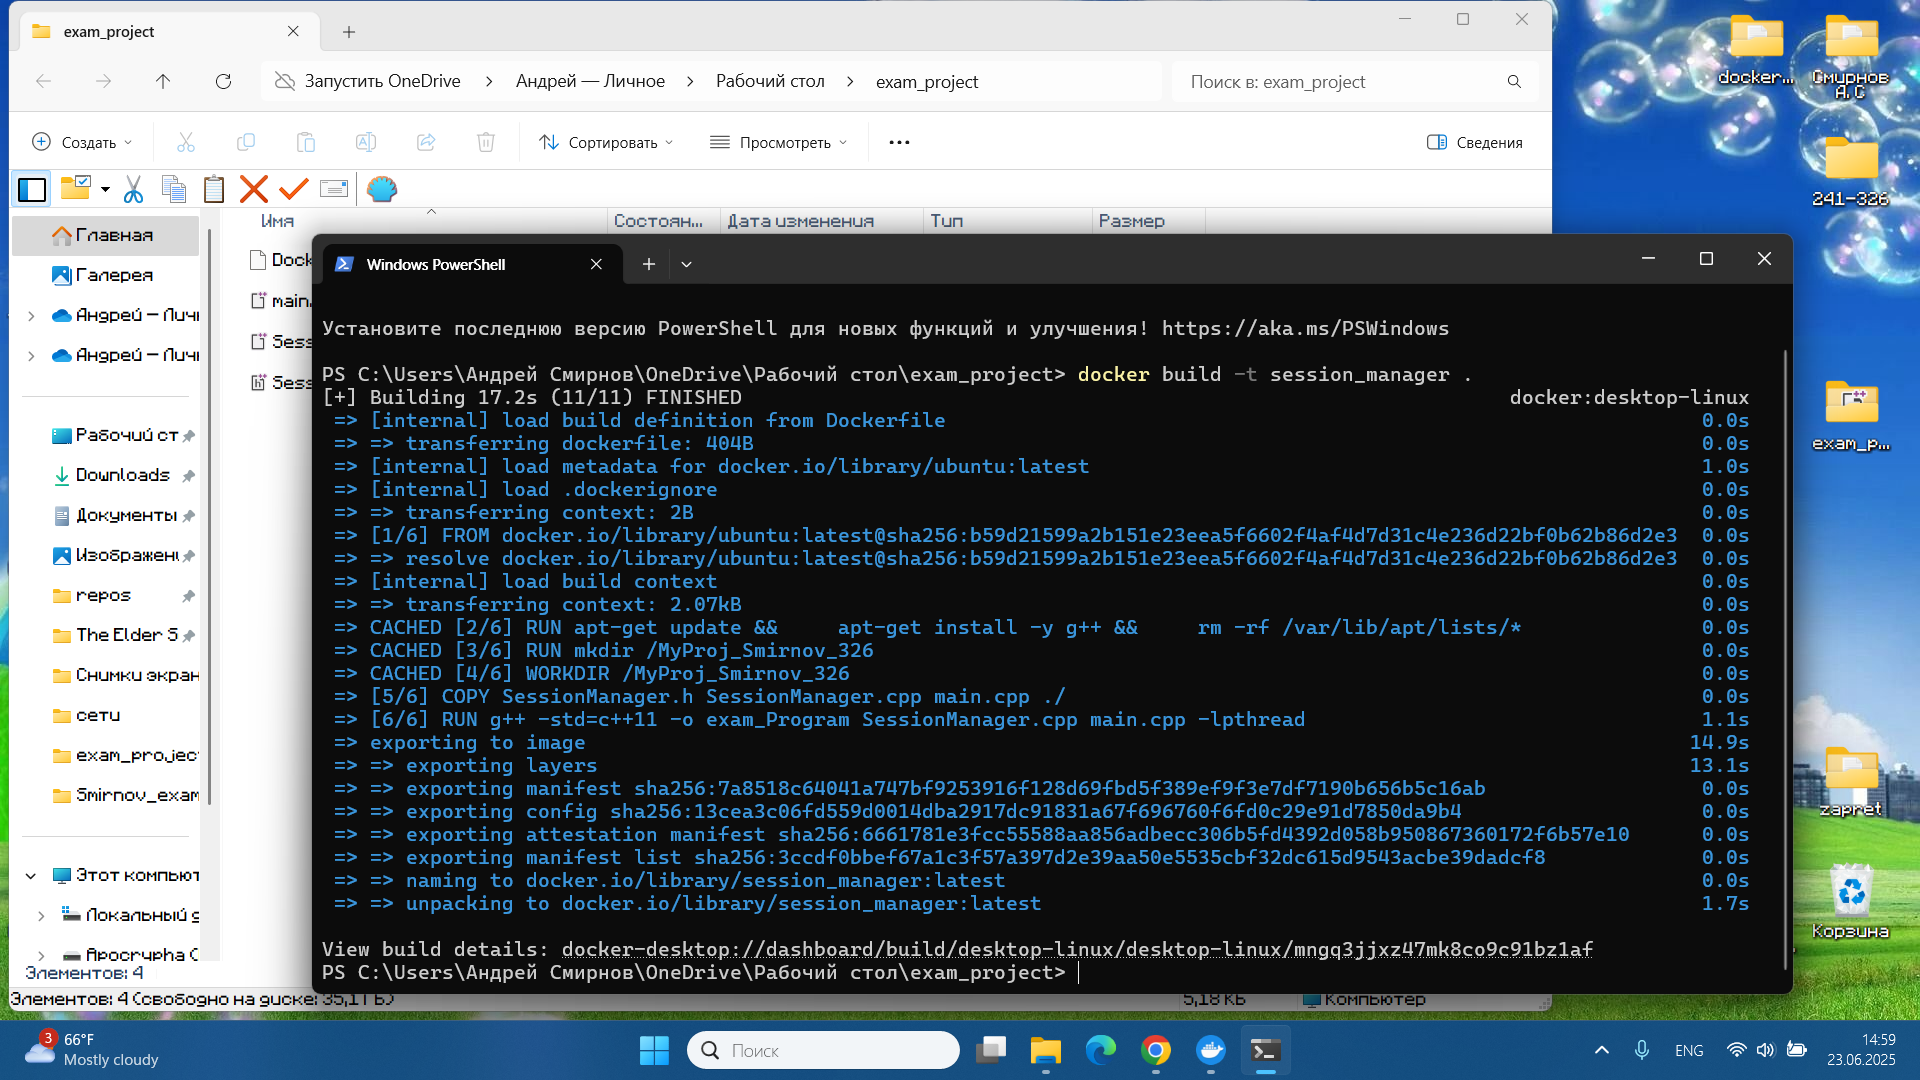 exam_project
Запустить OneDrive
Андрей — Личное
Рабочий стол
exam_project
Поиск в: exam_project
Создать
Сортировать
Просмотреть
Сведения
Имя
Состоян...
Дата изменения
Тип
Размер
Главная
Галерея
Андрей — Личн
Андрей — Личн
Рабочий ст
Downloads
Документы
Изображени
repos
The Elder S
Снимки экран
сети
exam_project
Smirnov_exam
Этот компьют
Локальный д
Apocrypha (
Элементов: 4
Элементов: 4 (свободно на диске: 35,1 ГБ)
5,18 КБ
Компьютер
Dock
main.
Sess
Sess
Windows PowerShell
Установите последнюю версию PowerShell для новых функций и улучшения! https://aka.ms/PSWindows
PS C:\Users\Андрей Смирнов\OneDrive\Рабочий стол\exam_project> docker build -t session_manager .
[+] Building 17.2s (11/11) FINISHED docker:desktop-linux
=> [internal] load build definition from Dockerfile 0.0s
=> => transferring dockerfile: 404B 0.0s
=> [internal] load metadata for docker.io/library/ubuntu:latest 1.0s
=> [internal] load .dockerignore 0.0s
=> => transferring context: 2B 0.0s
=> [1/6] FROM docker.io/library/ubuntu:latest@sha256:b59d21599a2b151e23eea5f6602f4af4d7d31c4e236d22bf0b62b86d2e3 0.0s
=> => resolve docker.io/library/ubuntu:latest@sha256:b59d21599a2b151e23eea5f6602f4af4d7d31c4e236d22bf0b62b86d2e3 0.0s
=> [internal] load build context 0.0s
=> => transferring context: 2.07kB 0.0s
=> CACHED [2/6] RUN apt-get update && apt-get install -y g++ && rm -rf /var/lib/apt/lists/* 0.0s
=> CACHED [3/6] RUN mkdir /MyProj_Smirnov_326 0.0s
=> CACHED [4/6] WORKDIR /MyProj_Smirnov_326 0.0s
=> [5/6] COPY SessionManager.h SessionManager.cpp main.cpp ./ 0.0s
=> [6/6] RUN g++ -std=c++11 -o exam_Program SessionManager.cpp main.cpp -lpthread 1.1s
=> exporting to image 14.9s
=> => exporting layers 13.1s
=> => exporting manifest sha256:7a8518c64041a747bf9253916f128d69fbd5f389ef9f3e7df7190b656b5c16ab 0.0s
=> => exporting config sha256:13cea3c06fd559d0014dba2917dc91831a67f696760f6fd0c29e91d7850da9b4 0.0s
=> => exporting attestation manifest sha256:6661781e3fcc55588aa856adbecc306b5fd4392d058b950867360172f6b57e10 0.0s
=> => exporting manifest list sha256:3ccdf0bbef67a1c3f57a397d2e39aa50e5535cbf32dc615d9543acbe39dadcf8 0.0s
=> => naming to docker.io/library/session_manager:latest 0.0s
=> => unpacking to docker.io/library/session_manager:latest 1.7s
View build details: docker-desktop://dashboard/build/desktop-linux/desktop-linux/mngq3jjxz47mk8co9c91bz1af
PS C:\Users\Андрей Смирнов\OneDrive\Рабочий стол\exam_project>
docker...
Смирнов
А.С
241-326
exam_p...
zapret
Корзина
3
66°F
Mostly cloudy
Поиск
ENG
14:59
23.06.2025